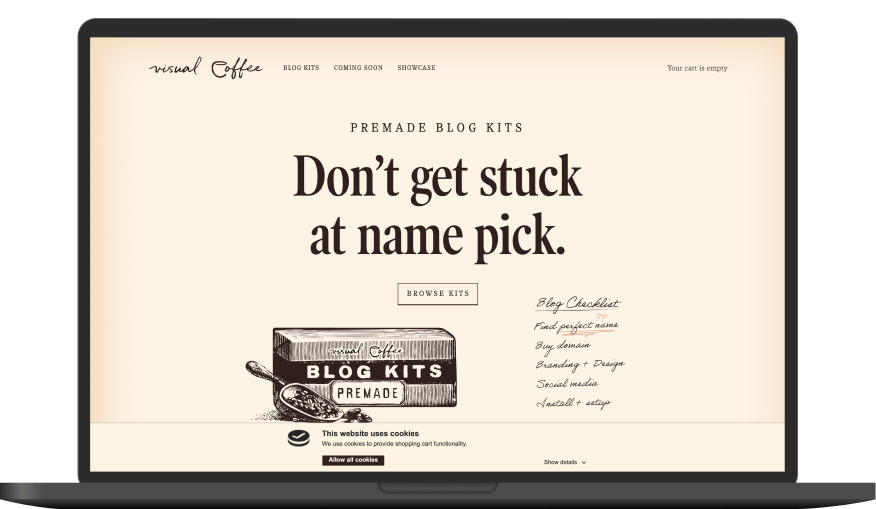 visual Coffee
BLOG KITS COMING SOON SHOWCASE
Your cart is empty
PREMADE BLOG KITS
Don't get stuck
at name pick.
BROWSE KITS
Blog Checklist
??
Find perfect name
Buy domain
Branding + Design
Social media
Install + setup
visual Coffee
BLOG KITS
PREMADE
This website uses cookies
We use cookies to provide shopping cart functionality.
Allow all cookies
Show details